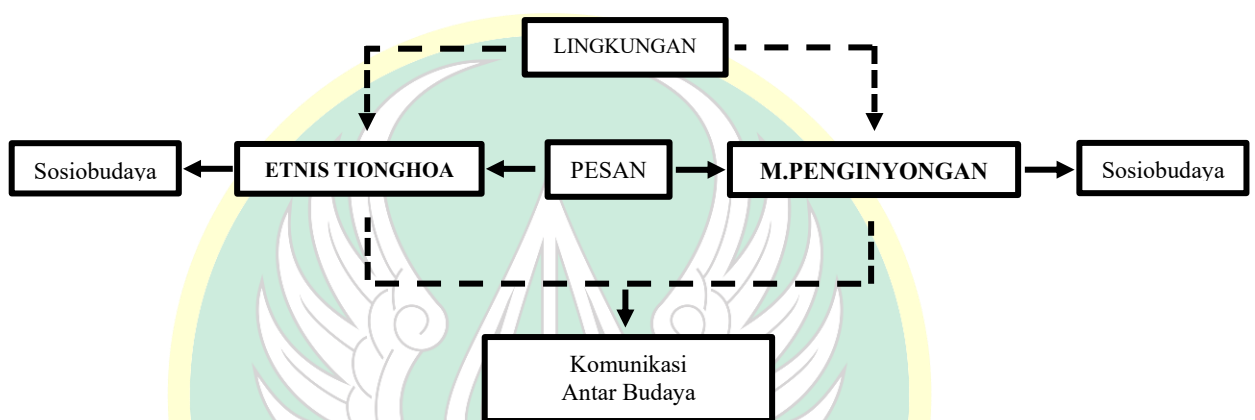 LINGKUNGAN
Sosiobudaya
ETNIS TIONGHOA
PESAN
M.PENGINYONGAN
Sosiobudaya
Komunikasi
Antar Budaya